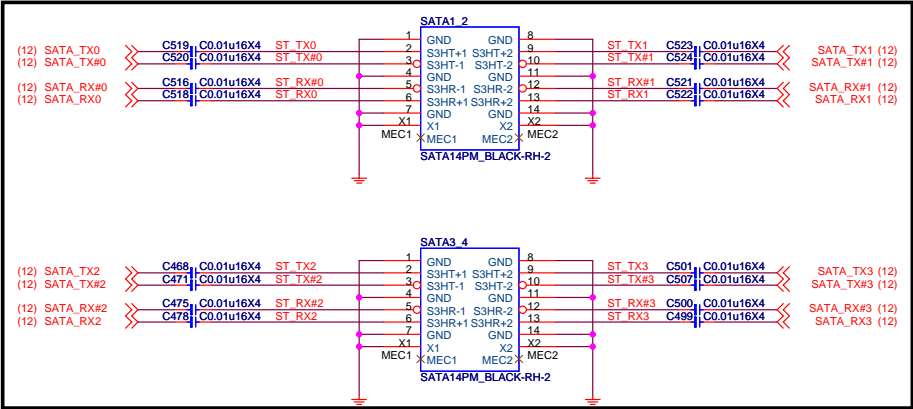 SATA1_2
1 GND GND 8
(12) SATA_TX0 C519 C0.01u16X4 ST_TX0 2 S3HT+1 S3HT+2 9 ST_TX1 C523 C0.01u16X4 SATA_TX1 (12)
(12) SATA_TX#0 C520 C0.01u16X4 ST_TX#0 3 S3HT-1 S3HT-2 10 ST_TX#1 C524 C0.01u16X4 SATA_TX#1 (12)
4 GND GND 11
(12) SATA_RX#0 C516 C0.01u16X4 ST_RX#0 5 S3HR-1 S3HR-2 12 ST_RX#1 C521 C0.01u16X4 SATA_RX#1 (12)
(12) SATA_RX0 C518 C0.01u16X4 ST_RX0 6 S3HR+1 S3HR+2 13 ST_RX1 C522 C0.01u16X4 SATA_RX1 (12)
7 GND GND 14
X1 X1 X2 X2
MEC1 MEC1 MEC2 MEC2
SATA14PM_BLACK-RH-2
SATA3_4
1 GND GND 8
(12) SATA_TX2 C468 C0.01u16X4 ST_TX2 2 S3HT+1 S3HT+2 9 ST_TX3 C501 C0.01u16X4 SATA_TX3 (12)
(12) SATA_TX#2 C471 C0.01u16X4 ST_TX#2 3 S3HT-1 S3HT-2 10 ST_TX#3 C507 C0.01u16X4 SATA_TX#3 (12)
4 GND GND 11
(12) SATA_RX#2 C475 C0.01u16X4 ST_RX#2 5 S3HR-1 S3HR-2 12 ST_RX#3 C500 C0.01u16X4 SATA_RX#3 (12)
(12) SATA_RX2 C478 C0.01u16X4 ST_RX2 6 S3HR+1 S3HR+2 13 ST_RX3 C499 C0.01u16X4 SATA_RX3 (12)
7 GND GND 14
X1 X1 X2 X2
MEC1 MEC1 MEC2 MEC2
SATA14PM_BLACK-RH-2